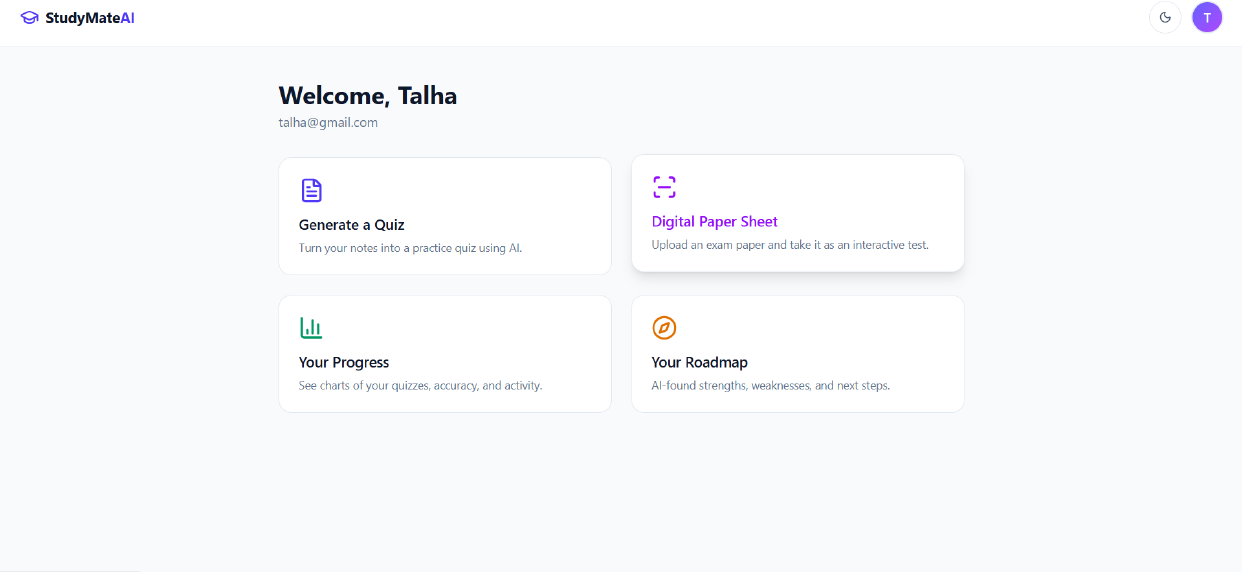 StudyMateAI
T
Welcome, Talha
talha@gmail.com
Generate a Quiz
Turn your notes into a practice quiz using AI.
Digital Paper Sheet
Upload an exam paper and take it as an interactive test.
Your Progress
See charts of your quizzes, accuracy, and activity.
Your Roadmap
AI-found strengths, weaknesses, and next steps.